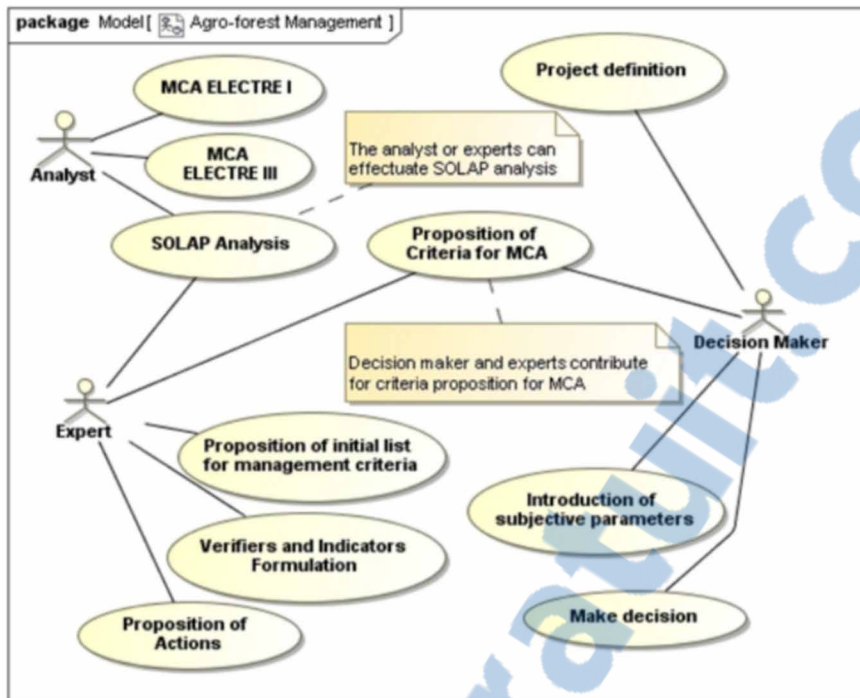 package Model [ Agro-forest Management ]
MCA ELECTRE I
Project definition
The analyst or experts can
effectuate SOLAP analysis
Analyst
MCA
ELECTRE III
SOLAP Analysis
Proposition of
Criteria for MCA
Decision Maker
Decision maker and experts contribute
for criteria proposition for MCA
Expert
Proposition of initial list
for management criteria
Introduction of
subjective parameters
Verifiers and Indicators
Formulation
Proposition of
Actions
Make decision
ratuit.c